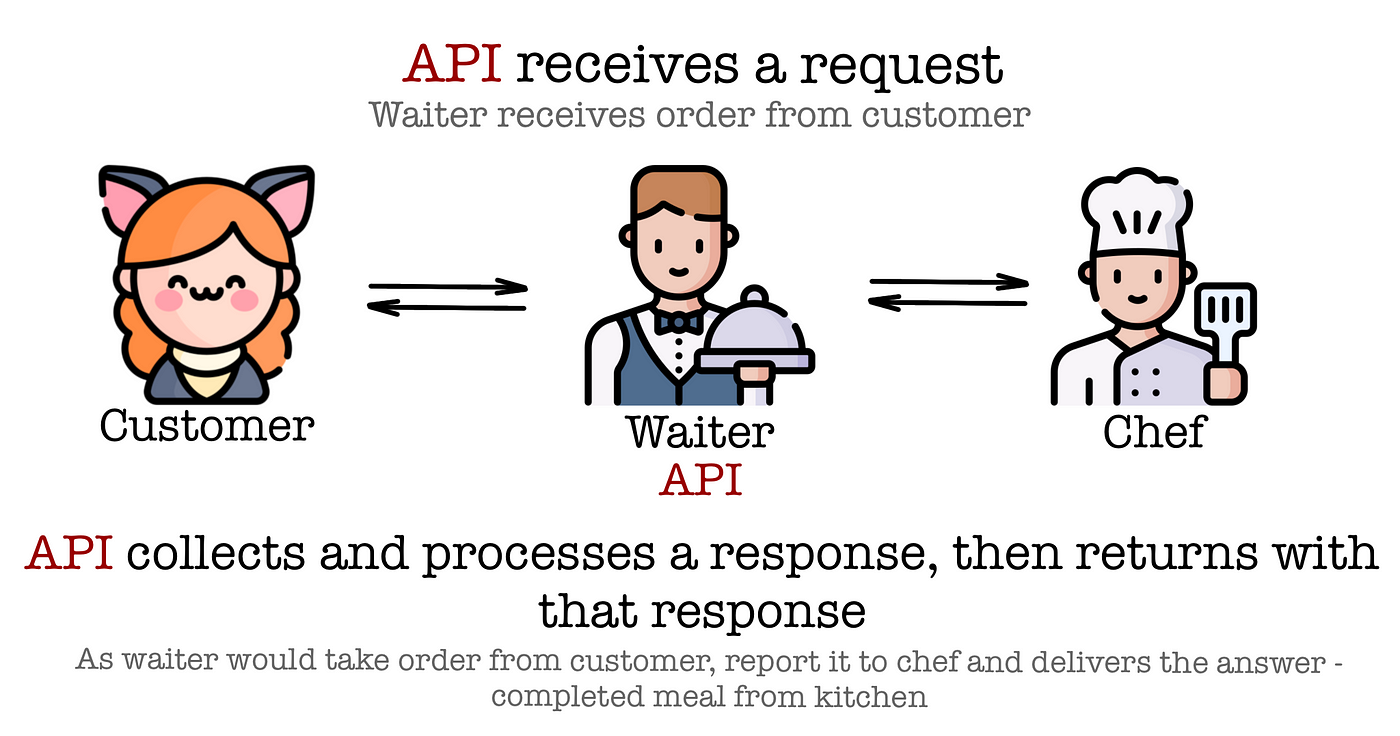 API receives a request
Waiter receives order from customer
Customer
Waiter
API
Chef
API collects and processes a response, then returns with
that response
As waiter would take order from customer, report it to chef and delivers the answer -
completed meal from kitchen